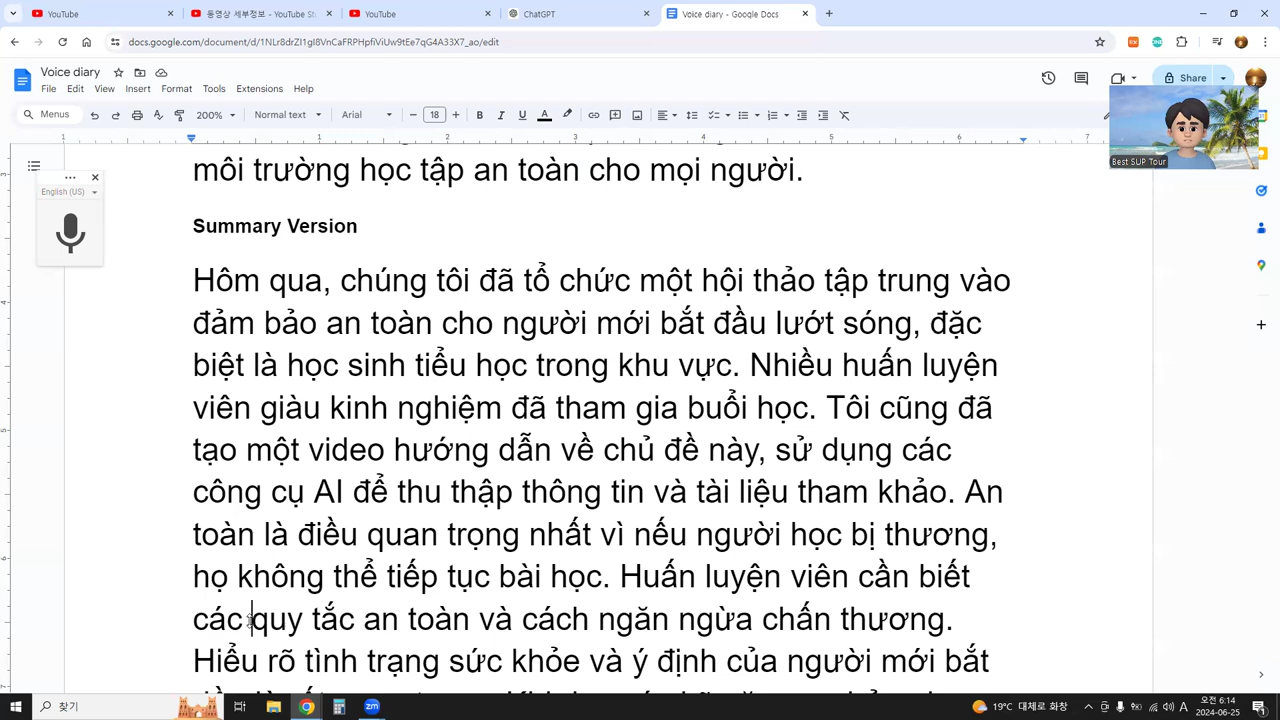 YouTube
동영상 세부정보 - YouTube St
YouTube
ChatGPT
Voice diary - Google Docs
docs.google.com/document/d/1NLr8drZI1gI8VnCaFRPHpfiViUw9tEe7qG4A33X7_ao/edit
Voice diary
File Edit View Insert Format Tools Extensions Help
Share
Menus 200% Normal text Arial 18
1 1 2 3 4 5 6 7
Best SUP Tour
English (US)
môi trường học tập an toàn cho mọi người.
Summary Version
Hôm qua, chúng tôi đã tổ chức một hội thảo tập trung vào
đảm bảo an toàn cho người mới bắt đầu lướt sóng, đặc
biệt là học sinh tiểu học trong khu vực. Nhiều huấn luyện
viên giàu kinh nghiệm đã tham gia buổi học. Tôi cũng đã
tạo một video hướng dẫn về chủ đề này, sử dụng các
công cụ AI để thu thập thông tin và tài liệu tham khảo. An
toàn là điều quan trọng nhất vì nếu người học bị thương,
họ không thể tiếp tục bài học. Huấn luyện viên cần biết
các quy tắc an toàn và cách ngăn ngừa chấn thương.
Hiểu rõ tình trạng sức khỏe và ý định của người mới bắt
찾기
19°C 대체로 화창
A
오전 6:14
2024-06-25